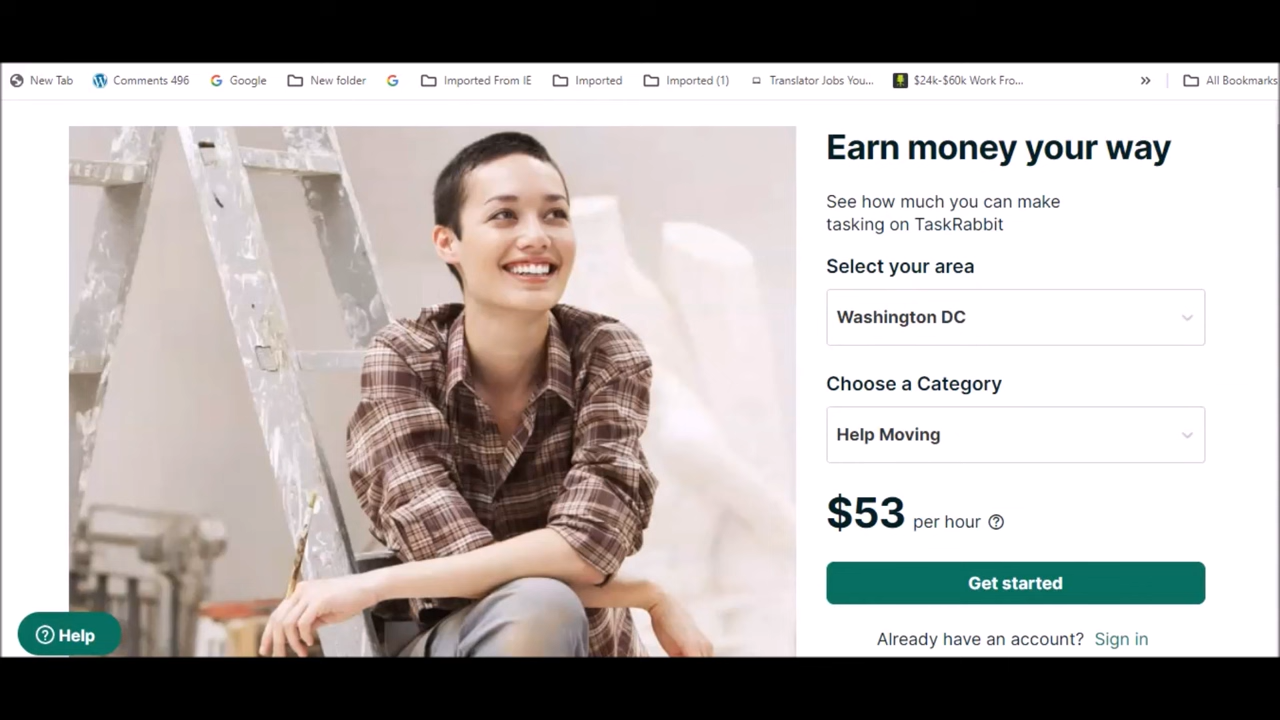 New Tab
Comments 496
Google
New folder
Imported From IE
Imported
Imported (1)
Translator Jobs You...
$24k-$60k Work Fro...
»
All Bookmarks
Earn money your way
See how much you can make
tasking on TaskRabbit
Select your area
Washington DC
Choose a Category
Help Moving
$53 per hour
Get started
Already have an account? Sign in
Help